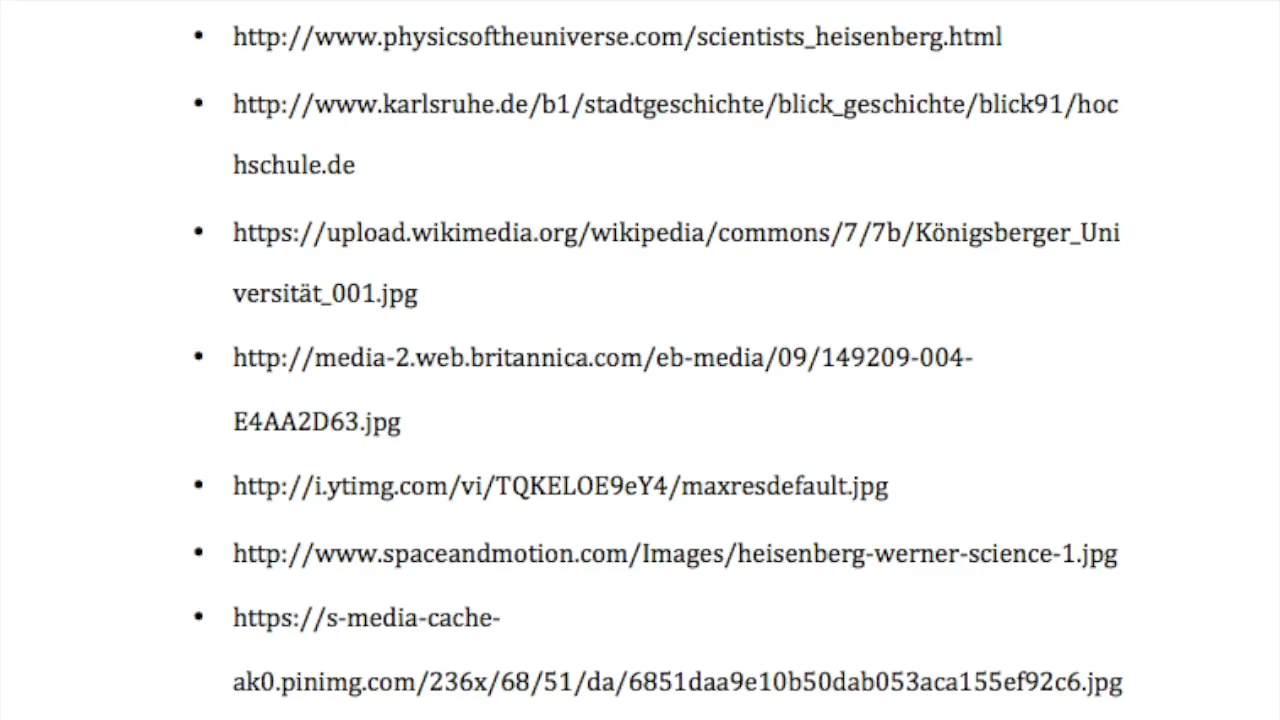 • http://www.physicsoftheuniverse.com/scientists_heisenberg.html
• http://www.karlsruhe.de/b1/stadtgeschichte/blick_geschichte/blick91/hoc
hschule.de
• https://upload.wikimedia.org/wikipedia/commons/7/7b/Königsberger_Uni
versität_001.jpg
• http://media-2.web.britannica.com/eb-media/09/149209-004-
E4AA2D63.jpg
• http://i.ytimg.com/vi/TQKELOE9eY4/maxresdefault.jpg
• http://www.spaceandmotion.com/Images/heisenberg-werner-science-1.jpg
• https://s-media-cache-
ak0.pinimg.com/236x/68/51/da/6851daa9e10b50dab053aca155ef92c6.jpg